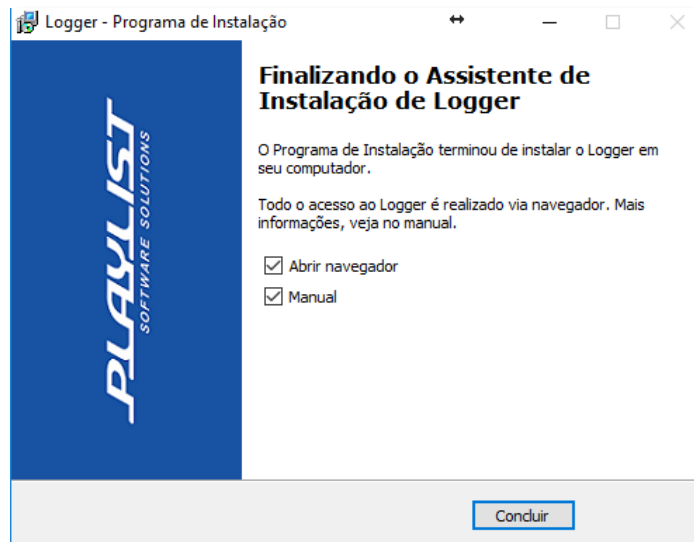 Logger - Programa de Instalação
PLAYLIST
SOFTWARE SOLUTIONS
Finalizando o Assistente de
Instalação de Logger
O Programa de Instalação terminou de instalar o Logger em
seu computador.
Todo o acesso ao Logger é realizado via navegador. Mais
informações, veja no manual.
Abrir navegador
Manual
Concluir